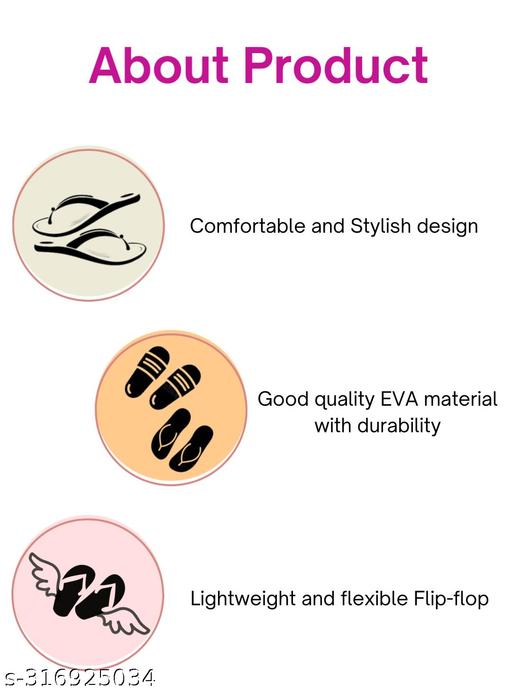 About Product
Comfortable and Stylish design
Good quality EVA material
with durability
Lightweight and flexible Flip-flop
s-316925034